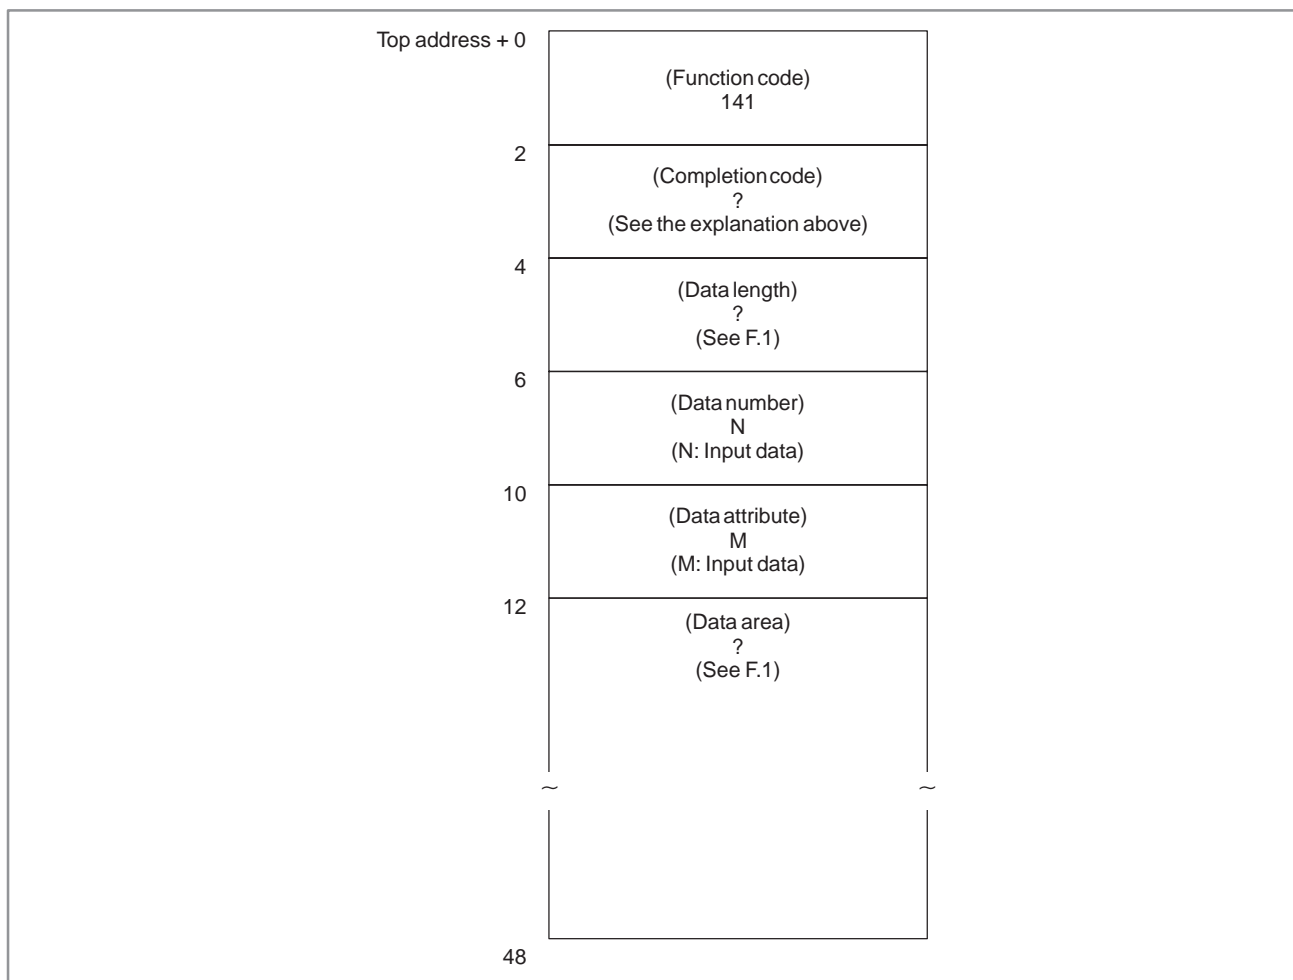 Top address + 0
(Function code)
141
2
(Completion code)
?
(See the explanation above)
4
(Data length)
?
(See F.1)
6
(Data number)
N
(N: Input data)
10
(Data attribute)
M
(M: Input data)
12
(Data area)
?
(See F.1)
~ ~
48